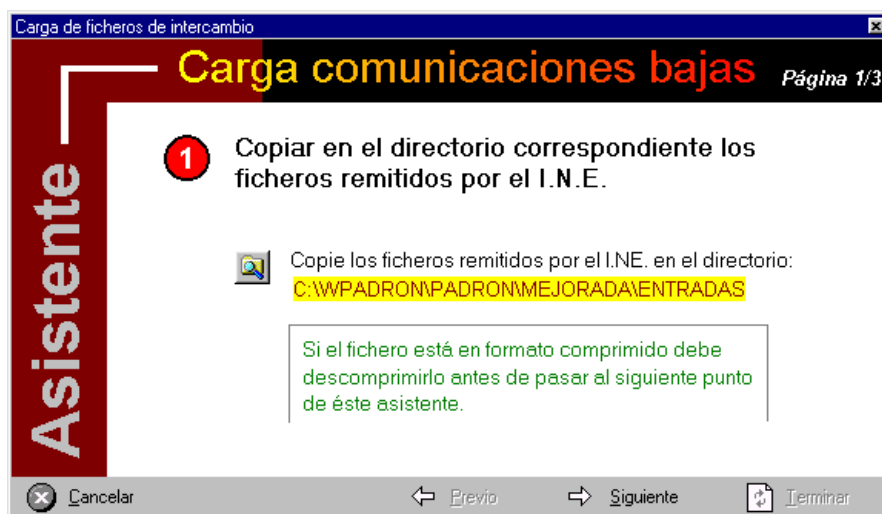 Carga de ficheros de intercambio
Carga comunicaciones bajas
Página 1/3
Asistente
1
Copiar en el directorio correspondiente los
ficheros remitidos por el I.N.E.
Copie los ficheros remitidos por el I.NE. en el directorio:
C:\WPADRON\PADRON\MEJORADA\ENTRADAS
Si el fichero está en formato comprimido debe
descomprimirlo antes de pasar al siguiente punto
de éste asistente.
Cancelar
Previo
Siguiente
Terminar